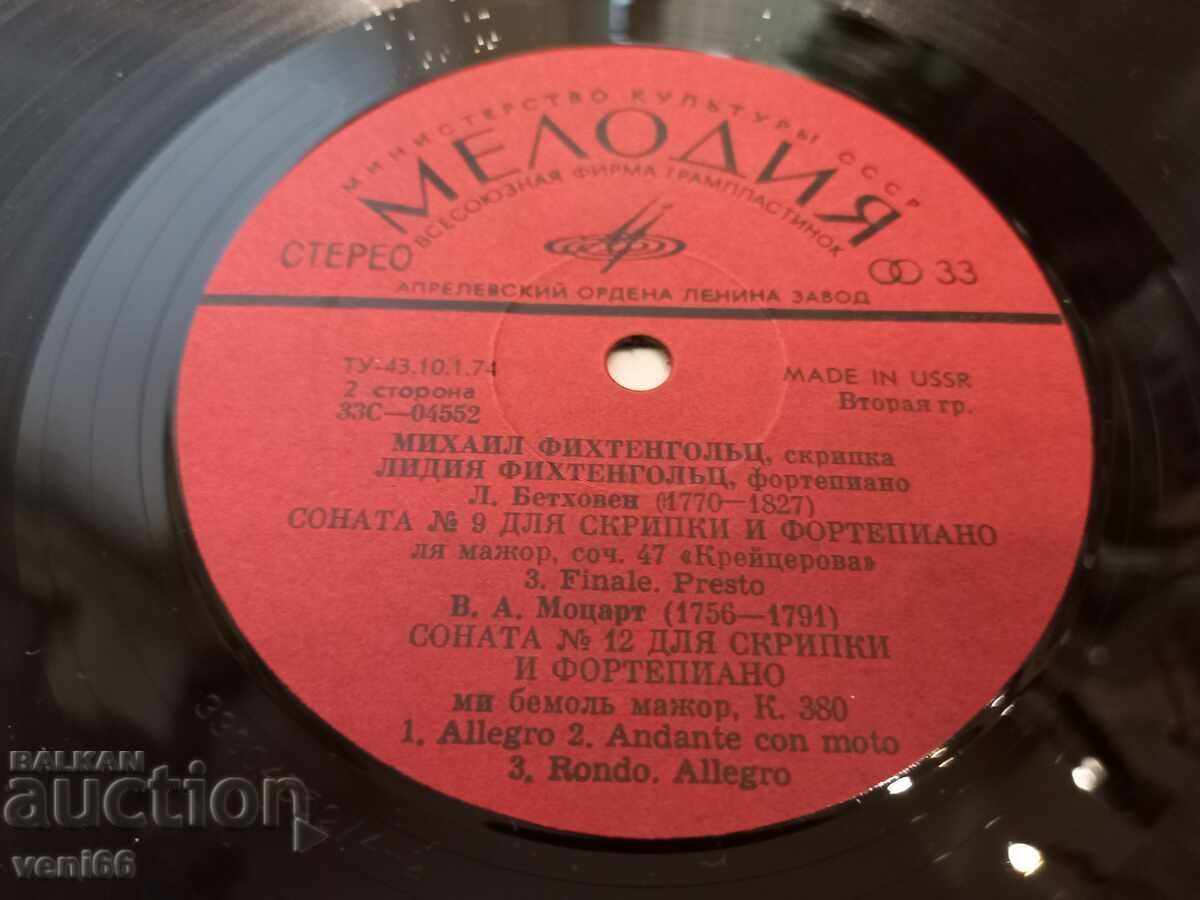 МИНИСТЕРСТВО КУЛЬТУРЫ СССР
МЕЛОДИЯ
ВСЕСОЮЗНАЯ ФИРМА ГРАМПЛАСТИНОК
СТЕРЕО
33
АПРЕЛЕВСКИЙ ОРДЕНА ЛЕНИНА ЗАВОД
ТУ-43.10.1.74
2 сторона
33С—04552
MADE IN USSR
Вторая гр.
МИХАИЛ ФИХТЕНГОЛЬЦ, скрипка
ЛИДИЯ ФИХТЕНГОЛЬЦ, фортепиано
Л. Бетховен (1770—1827)
СОНАТА № 9 ДЛЯ СКРИПКИ И ФОРТЕПИАНО
ля мажор, соч. 47 «Крейцерова»
3. Finale. Presto
В. А. Моцарт (1756—1791)
СОНАТА № 12 ДЛЯ СКРИПКИ
И ФОРТЕПИАНО
ми бемоль мажор, К. 380
1. Allegro 2. Andante con moto
3. Rondo. Allegro
BALKAN
auction
veni66